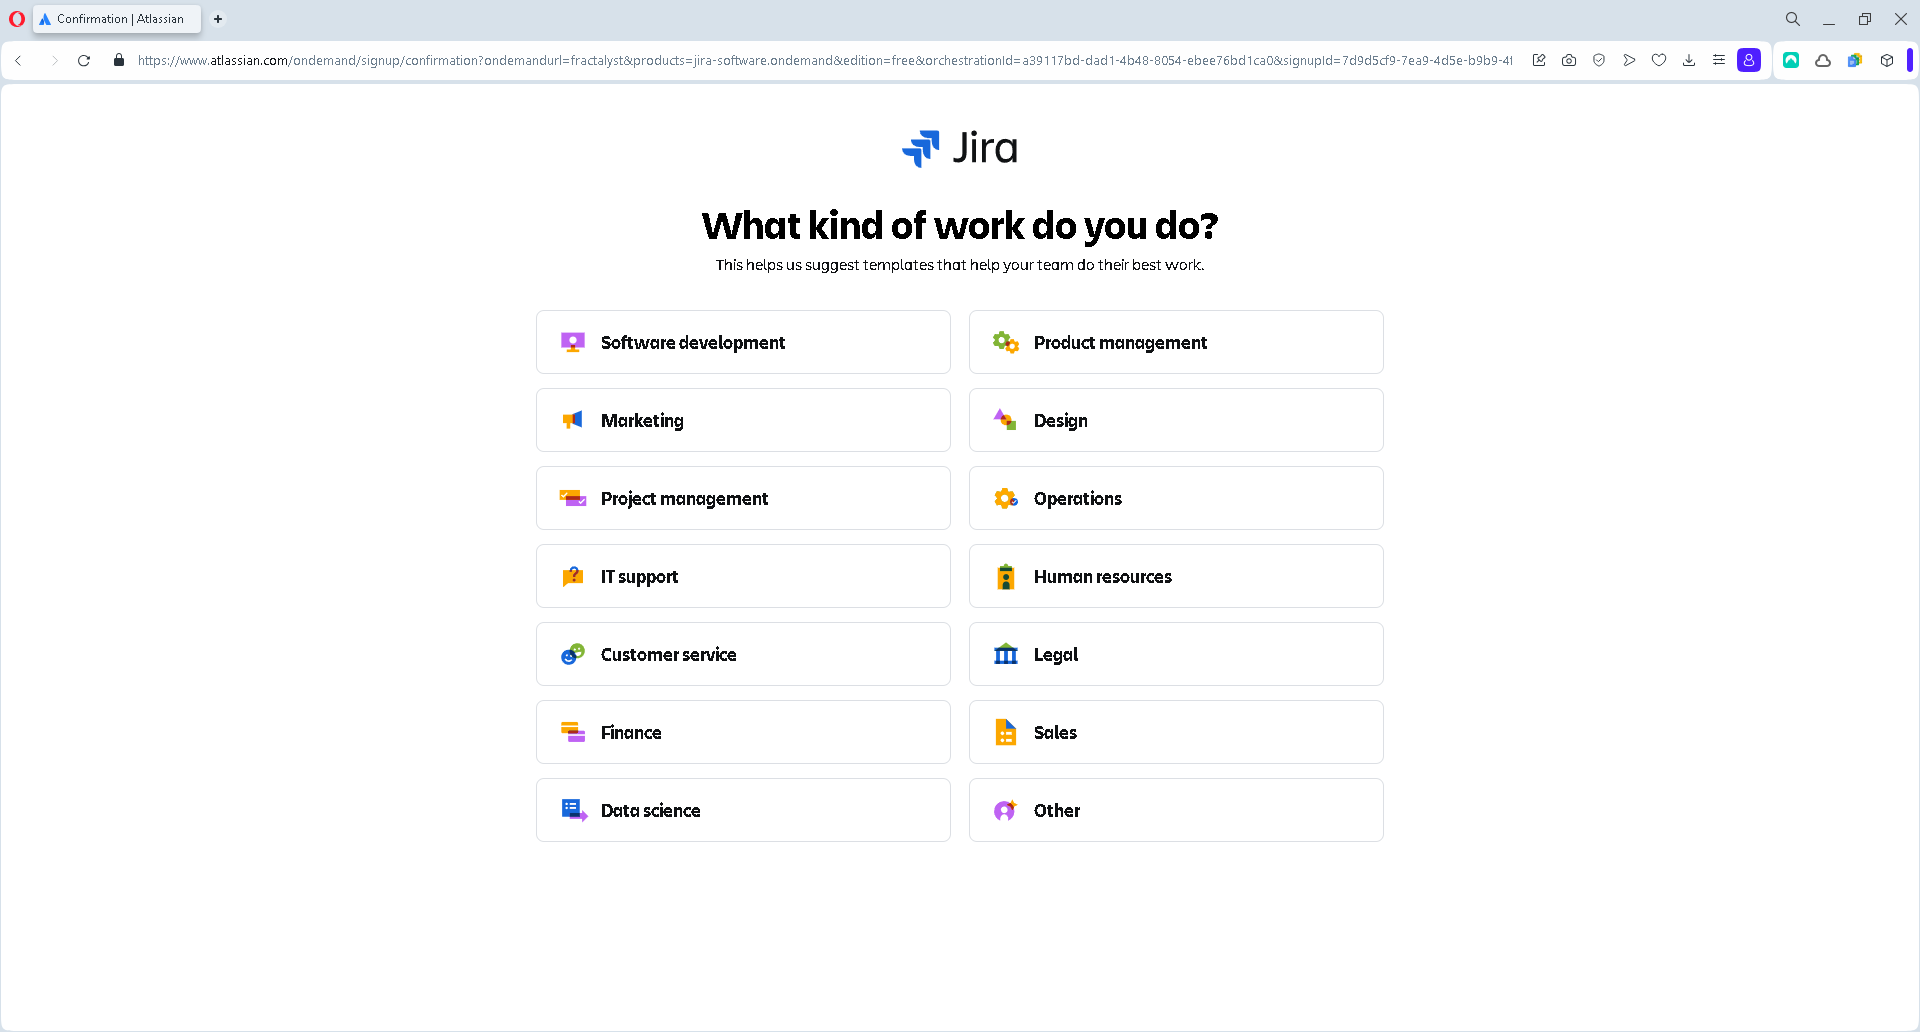 Confirmation | Atlassian
https://www.atlassian.com/ondemand/signup/confirmation?ondemandurl=fractalyst&products=jira-software.ondemand&edition=free&orchestrationId=a39117bd-dad1-4b48-8054-ebee76bd1ca0&signupId=7d9d5cf9-7ea9-4d5e-b9b9-4f
Jira
What kind of work do you do?
This helps us suggest templates that help your team do their best work.
Software development
Product management
Marketing
Design
Project management
Operations
IT support
Human resources
Customer service
Legal
Finance
Sales
Data science
Other